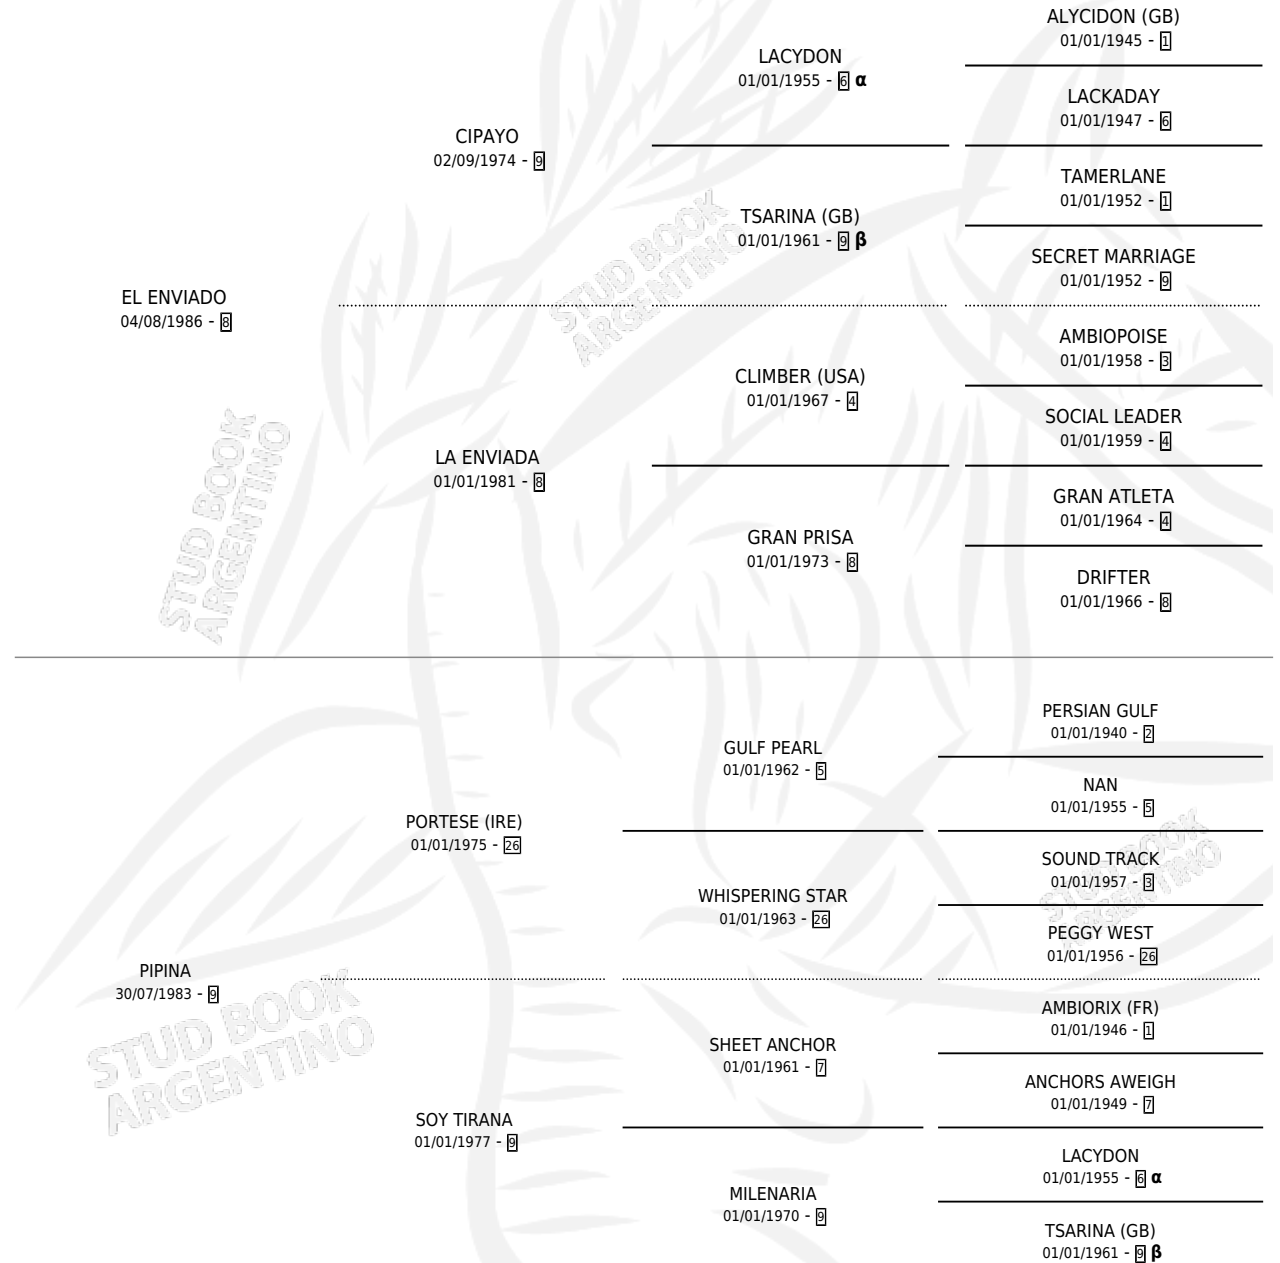 ALYCIDON (GB)
01/01/1945 - 1
LACYDON
01/01/1955 - 6 α
LACKADAY
01/01/1947 - 6
CIPAYO
02/09/1974 - 9
TAMERLANE
01/01/1952 - 1
TSARINA (GB)
01/01/1961 - 9 β
SECRET MARRIAGE
01/01/1952 - 9
EL ENVIADO
04/08/1986 - 8
AMBIOPOISE
01/01/1958 - 3
CLIMBER (USA)
01/01/1967 - 4
SOCIAL LEADER
01/01/1959 - 4
LA ENVIADA
01/01/1981 - 8
GRAN ATLETA
01/01/1964 - 4
GRAN PRISA
01/01/1973 - 8
DRIFTER
01/01/1966 - 8
STUD BOOK
ARGENTINO
STUD BOOK
ARGENTINO
PERSIAN GULF
01/01/1940 - 2
GULF PEARL
01/01/1962 - 5
NAN
01/01/1955 - 5
PORTESE (IRE)
01/01/1975 - 26
SOUND TRACK
01/01/1957 - 3
WHISPERING STAR
01/01/1963 - 26
PEGGY WEST
01/01/1956 - 26
PIPINA
30/07/1983 - 9
AMBIORIX (FR)
01/01/1946 - 1
SHEET ANCHOR
01/01/1961 - 7
ANCHORS AWEIGH
01/01/1949 - 7
SOY TIRANA
01/01/1977 - 9
LACYDON
01/01/1955 - 6 α
MILENARIA
01/01/1970 - 9
TSARINA (GB)
01/01/1961 - 9 β
STUD BOOK
ARGENTINO
STUD BOOK
ARGENTINO